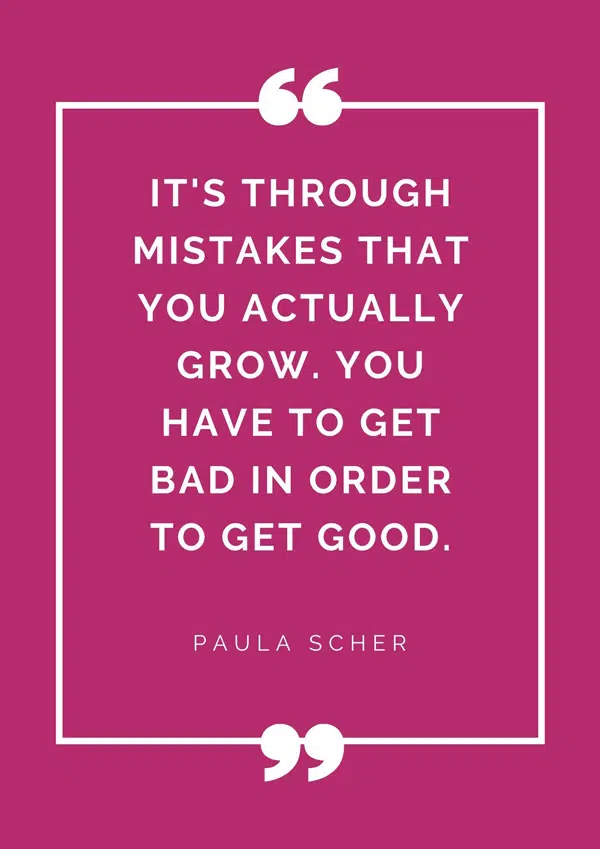 “
IT'S THROUGH
MISTAKES THAT
YOU ACTUALLY
GROW. YOU
HAVE TO GET
BAD IN ORDER
TO GET GOOD.
PAULA SCHER
”